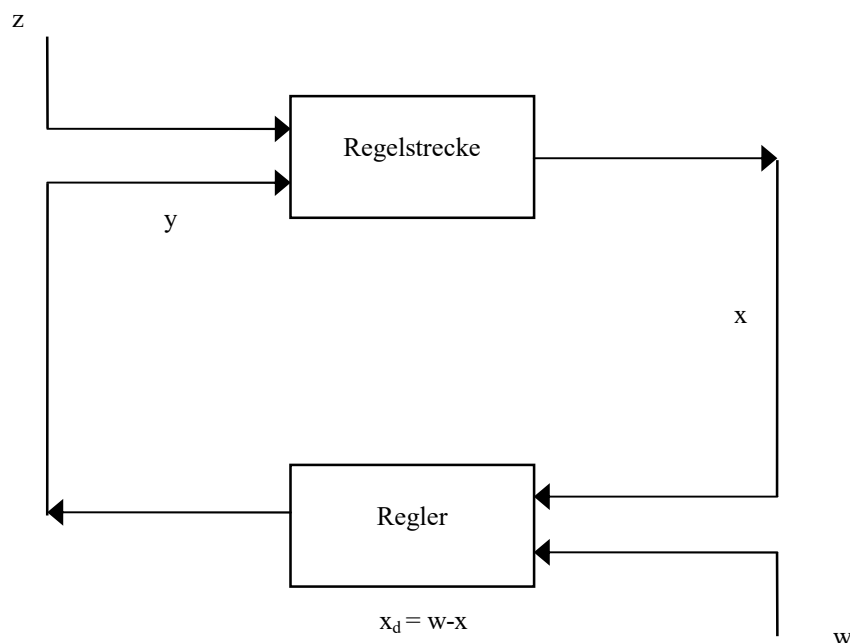 z
Regelstrecke
y
x
Regler
x_d = w-x
w